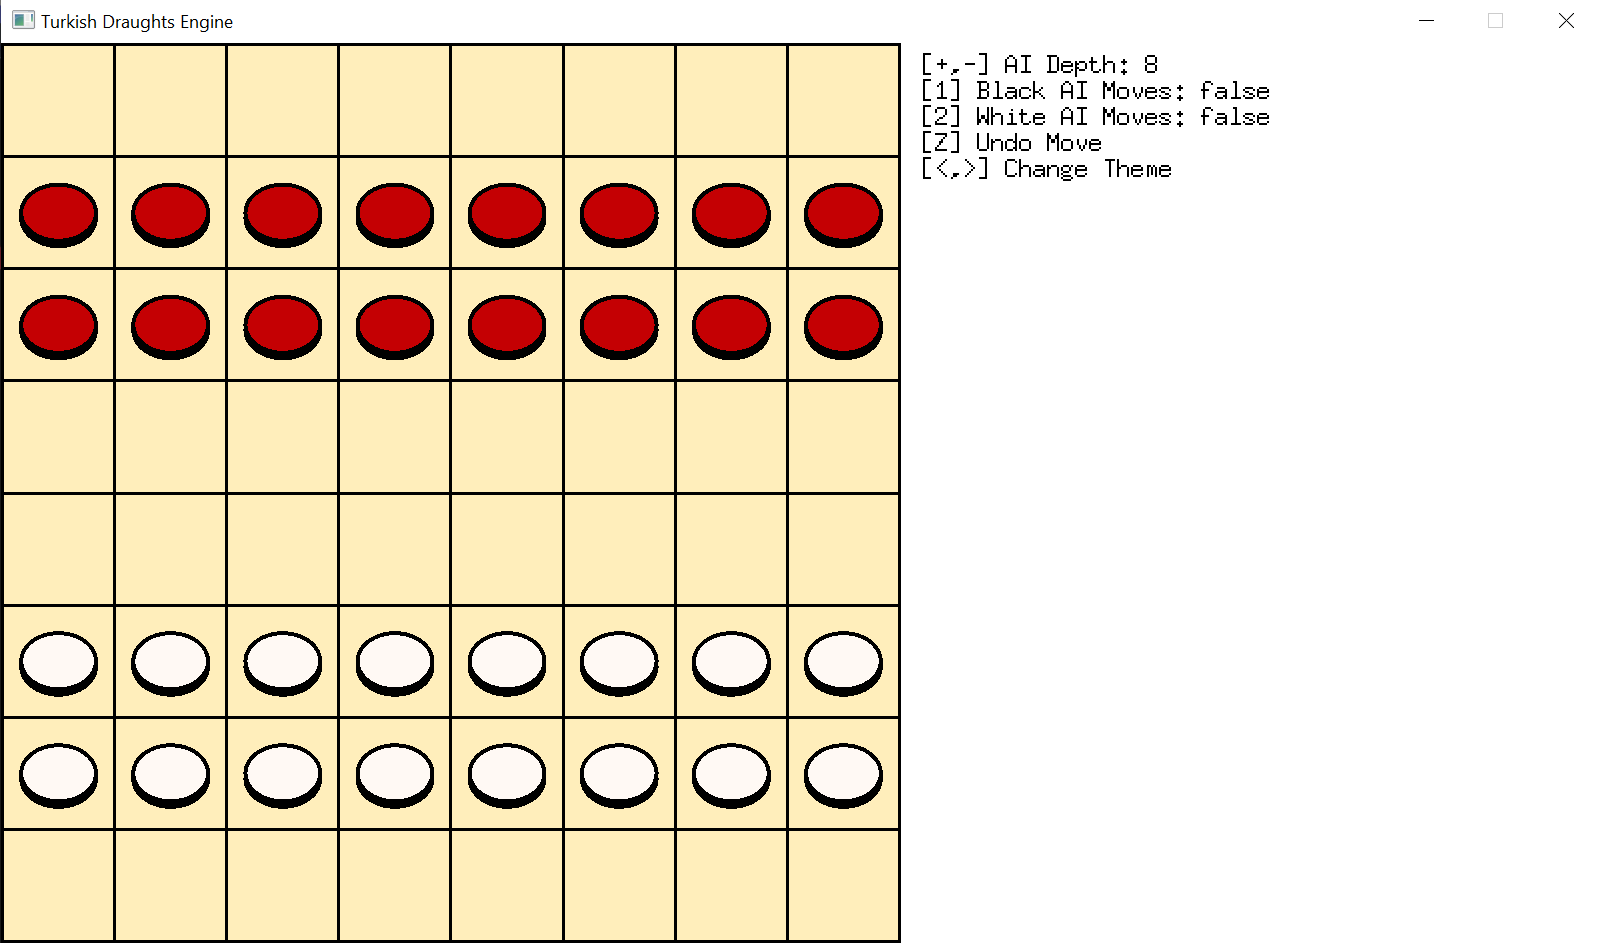 Turkish Draughts Engine
[+,-] AI Depth: 8
[1] Black AI Moves: false
[2] White AI Moves: false
[Z] Undo Move
[<,>] Change Theme